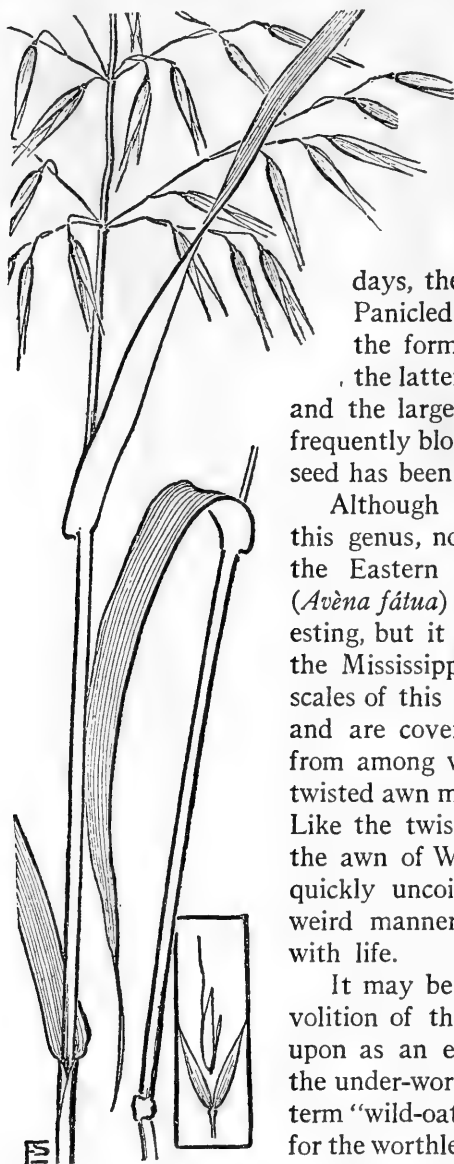 days, the
Panicled
the form
the latte
and the large
frequently blo
seed has been
Although
this genus, no
the Eastern
(Avèna fátua)
esting, but it
the Mississipp
scales of this
and are cove
from among v
twisted awn m
Like the twis
the awn of W
quickly uncoi
weird manner
with life.
It may be
volition of th
upon as an e
the under-wor
term "wild-oat
for the worthle